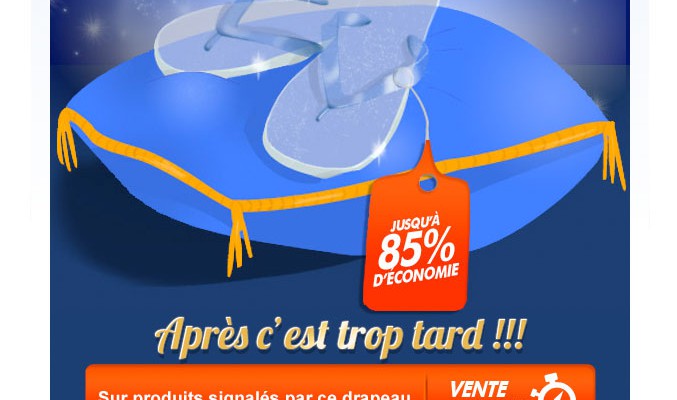 JUSQU'À
85%
D'ÉCONOMIE
Après c'est trop tard !!!
Sur produits signalés par ce drapeau
VENTE